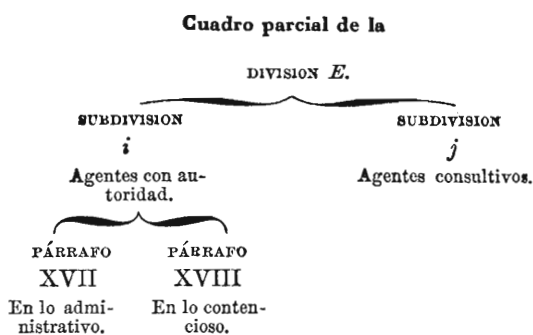 Cuadro parcial de la
DIVISION E.
SUBDIVISION
i
Agentes con au-
toridad.
SUBDIVISION
j
Agentes consultivos.
PÁRRAFO
XVII
En lo admi-
nistrativo.
PÁRRAFO
XVIII
En lo conten-
cioso.